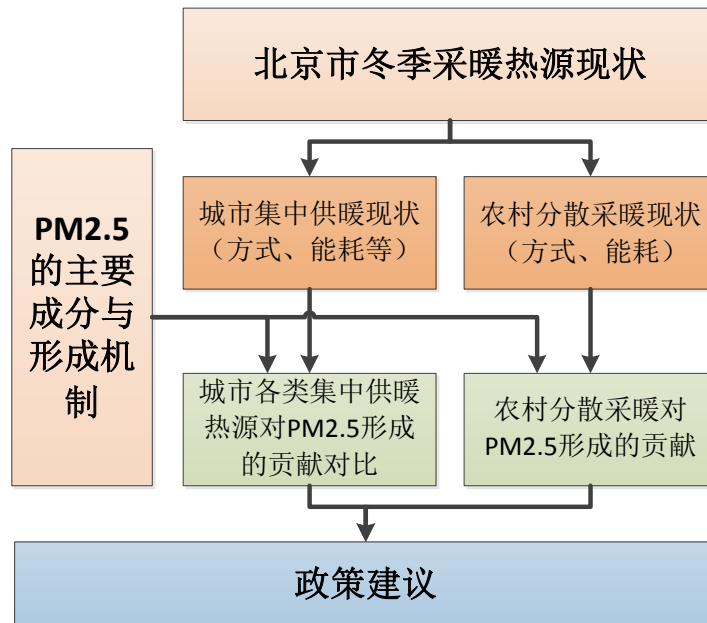 北京市冬季采暖热源现状
PM2.5
的主要
成分与
形成机
制
城市集中供暖现状
（方式、能耗等）
农村分散采暖现状
（方式、能耗）
城市各类集中供暖
热源对PM2.5形成
的贡献对比
农村分散采暖对
PM2.5形成的贡献
政策建议